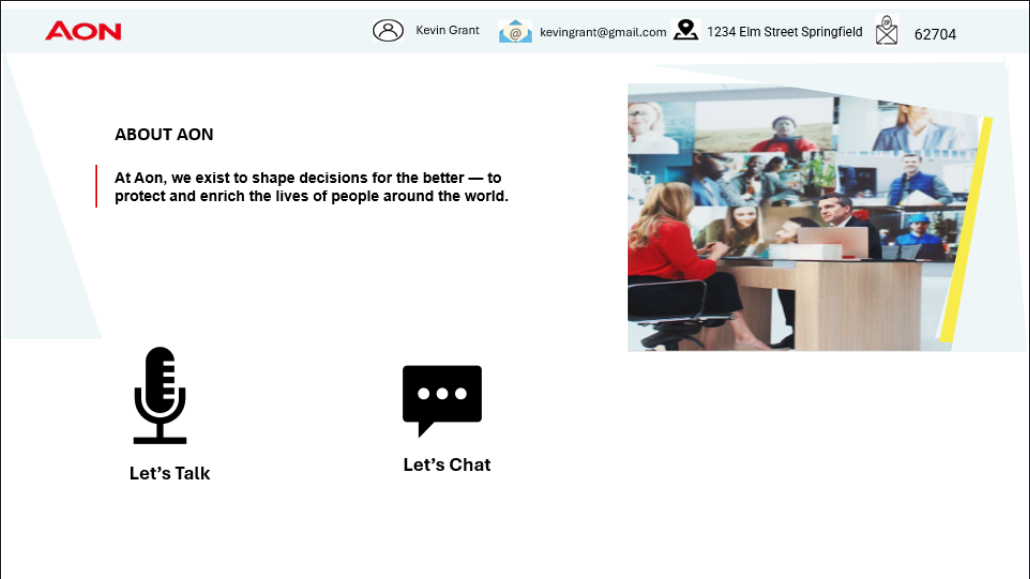 AON
Kevin Grant
@
kevingrant@gmail.com
1234 Elm Street Springfield
ZIP
62704
ABOUT AON
At Aon, we exist to shape decisions for the better — to
protect and enrich the lives of people around the world.
Let’s Talk
Let’s Chat